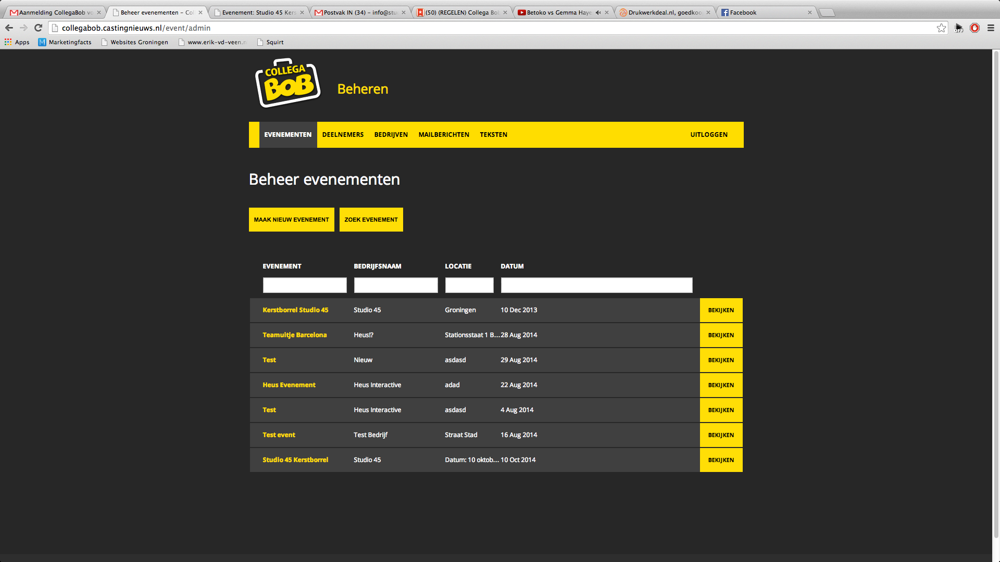 Aanmelding CollegaBob vo
Beheer evenementen – Col
Evenement: Studio 45 Kers
Postvak IN (34) – info@stu
(50) (REGELEN) Collega Bob
Betoko vs Gemma Haye
Drukwerkdeal.nl, goedkoo
Facebook
collegabob.castingnieuws.nl/event/admin
OFF
Apps
Marketingfacts
Websites Groningen
www.erik-vd-veen.n
Squirt
COLLEGA
BOB
Beheren
EVENEMENTEN DEELNEMERS BEDRIJVEN MAILBERICHTEN TEKSTEN UITLOGGEN
Beheer evenementen
MAAK NIEUW EVENEMENT ZOEK EVENEMENT
EVENEMENT BEDRIJFSNAAM LOCATIE DATUM
Kerstborrel Studio 45 Studio 45 Groningen 10 Dec 2013 BEKIJKEN
Teamuitje Barcelona Heus!? Stationsstaat 1 B... 28 Aug 2014 BEKIJKEN
Test Nieuw asdasd 29 Aug 2014 BEKIJKEN
Heus Evenement Heus Interactive adad 22 Aug 2014 BEKIJKEN
Test Heus Interactive asdasd 4 Aug 2014 BEKIJKEN
Test event Test Bedrijf Straat Stad 16 Aug 2014 BEKIJKEN
Studio 45 Kerstborrel Studio 45 Datum: 10 oktob... 10 Oct 2014 BEKIJKEN